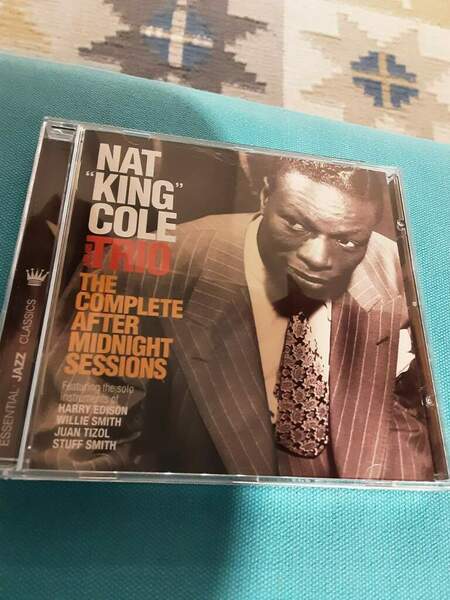 NAT
"KING"
COLE
TRIO
THE
COMPLETE
AFTER
MIDNIGHT
SESSIONS
Featuring the solo
instruments of
HARRY EDISON
WILLIE SMITH
JUAN TIZOL
STUFF SMITH
ESSENTIAL JAZZ CLASSICS